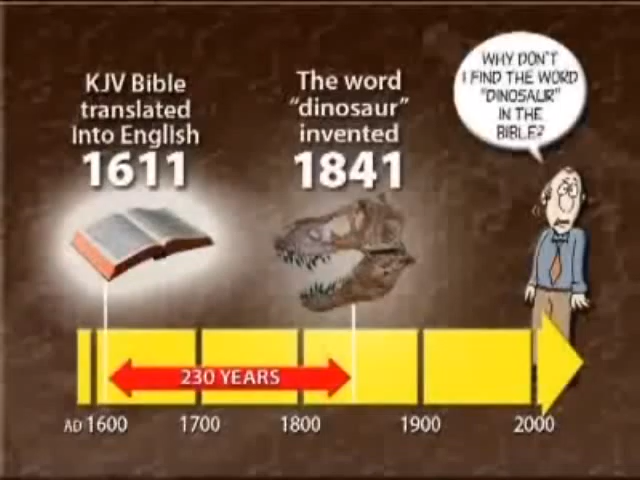 KJV Bible
translated
Into English
1611
The word
"dinosaur"
invented
1841
WHY DON'T
I FIND THE WORD
"DINOSAUR"
IN THE
BIBLE?
230 YEARS
AD 1600
1700
1800
1900
2000